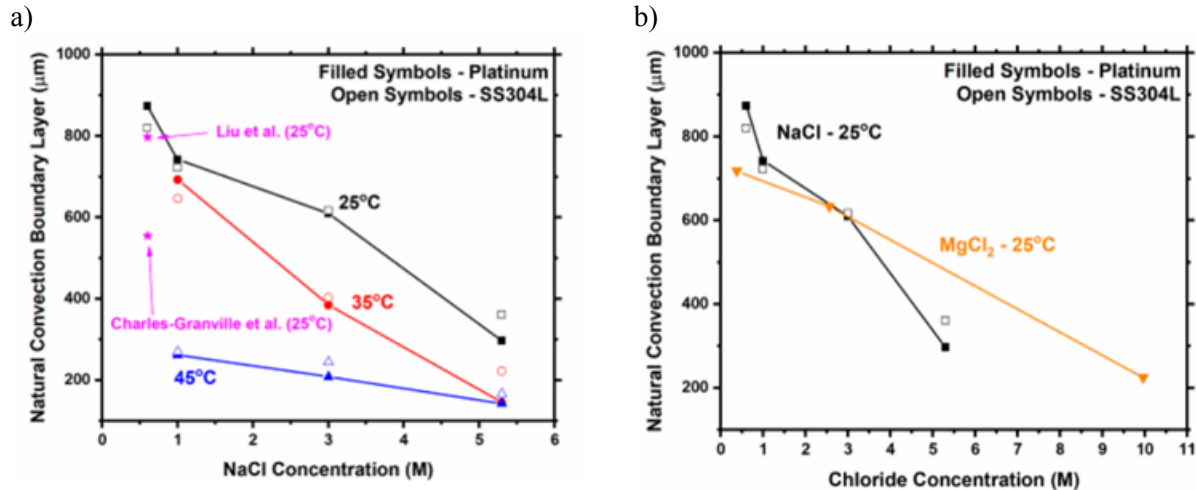 a)
Natural Convection Boundary Layer (μm)
1000
800
600
400
200
0
1
2
3
4
5
6
NaCl Concentration (M)
Filled Symbols - Platinum
Open Symbols - SS304L
Liu et al. (25°C)
25°C
35°C
Charles-Granville et al. (25°C)
45°C
b)
Natural Convection Boundary Layer (μm)
1000
800
600
400
200
0
1
2
3
4
5
6
7
8
9
10
11
Chloride Concentration (M)
Filled Symbols - Platinum
Open Symbols - SS304L
NaCl - 25°C
MgCl₂ - 25°C